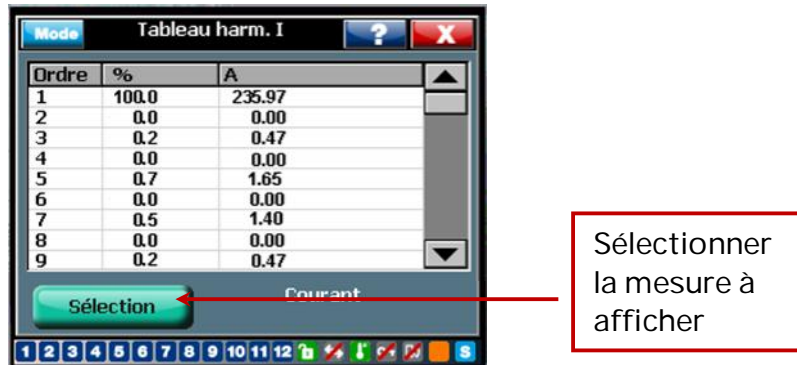 Mode Tableau harm. I ? X
Ordre % A
1 100.0 235.97
2 0.0 0.00
3 0.2 0.47
4 0.0 0.00
5 0.7 1.65
6 0.0 0.00
7 0.5 1.40
8 0.0 0.00
9 0.2 0.47
Sélection Courant
1 2 3 4 5 6 7 8 9 10 11 12 S
Sélectionner
la mesure à
afficher